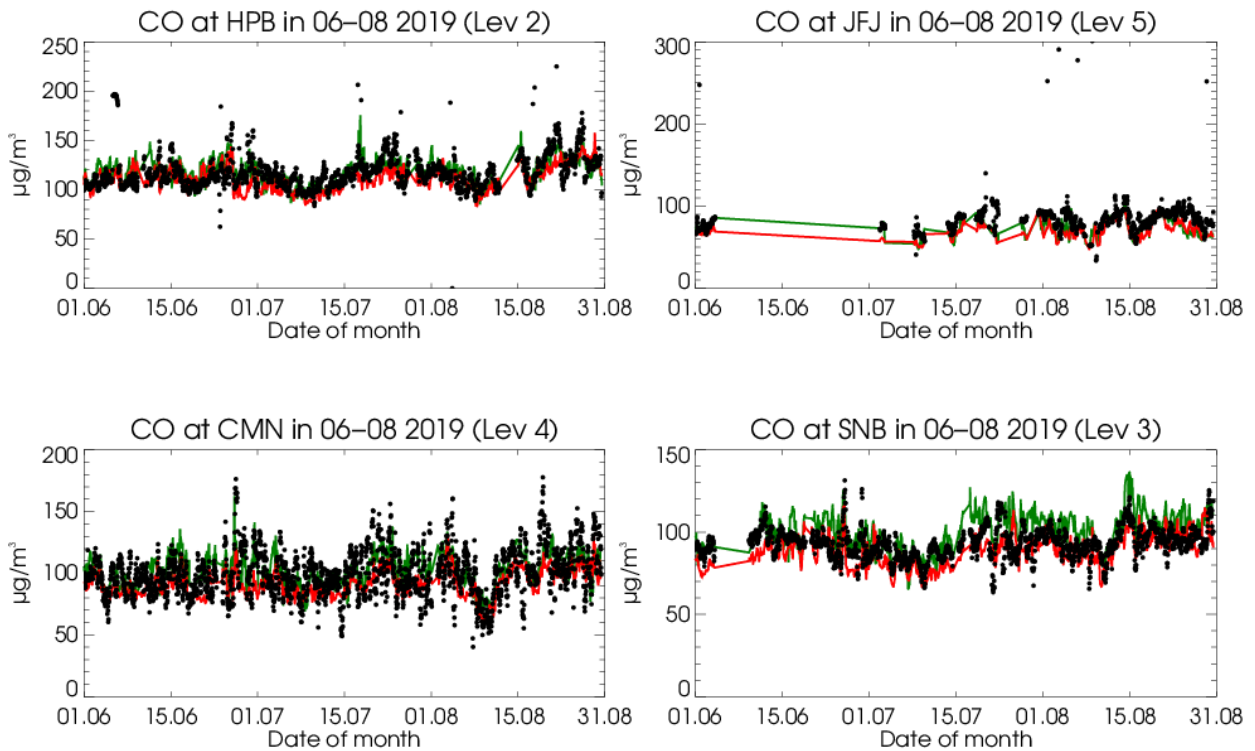 CO at HPB in 06–08 2019 (Lev 2)
250
200
150
100
50
0
µg/m³
01.06 15.06 01.07 15.07 01.08 15.08 31.08
Date of month
CO at JFJ in 06–08 2019 (Lev 5)
300
200
100
0
µg/m³
01.06 15.06 01.07 15.07 01.08 15.08 31.08
Date of month
CO at CMN in 06–08 2019 (Lev 4)
200
150
100
50
0
µg/m³
01.06 15.06 01.07 15.07 01.08 15.08 31.08
Date of month
CO at SNB in 06–08 2019 (Lev 3)
150
100
50
0
µg/m³
01.06 15.06 01.07 15.07 01.08 15.08 31.08
Date of month